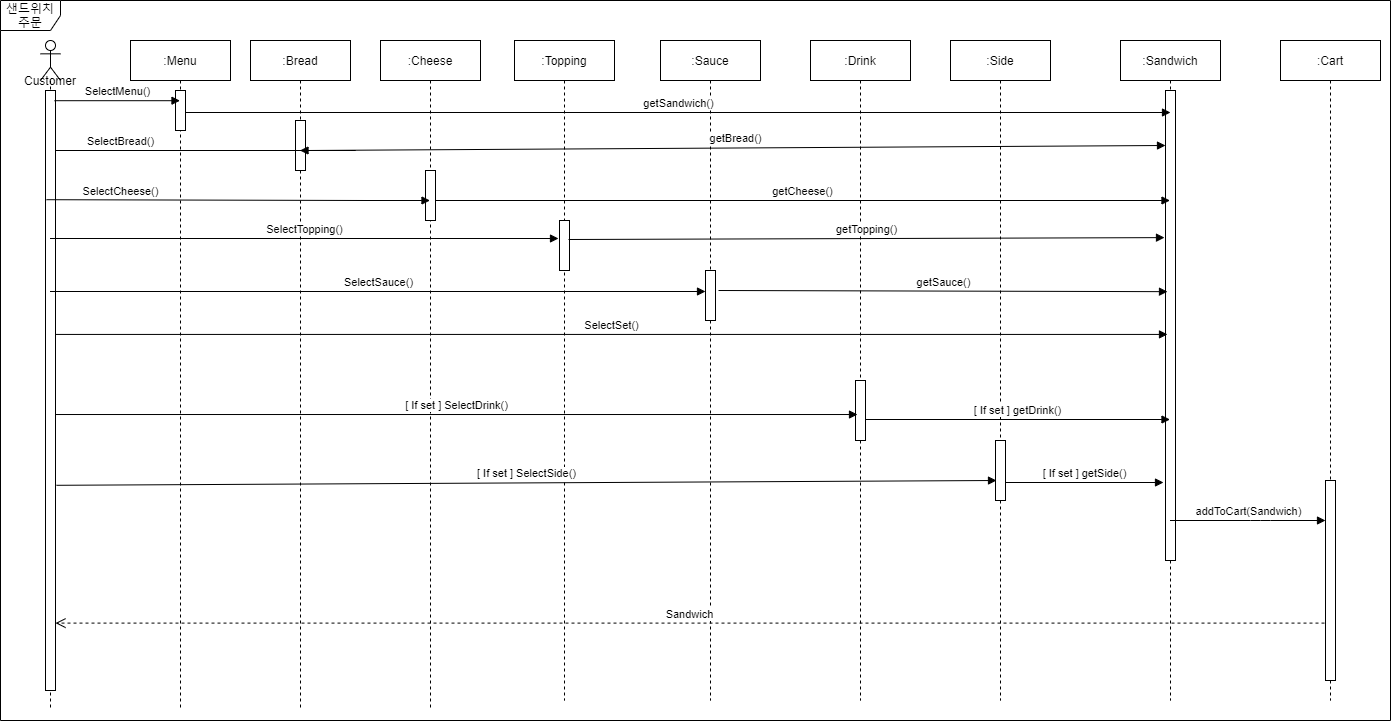 샌드위치
주문
Customer
:Menu
:Bread
:Cheese
:Topping
:Sauce
:Drink
:Side
:Sandwich
:Cart
SelectMenu()
getSandwich()
SelectBread()
getBread()
SelectCheese()
getCheese()
SelectTopping()
getTopping()
SelectSauce()
getSauce()
SelectSet()
[ If set ] SelectDrink()
[ If set ] getDrink()
[ If set ] SelectSide()
[ If set ] getSide()
addToCart(Sandwich)
Sandwich